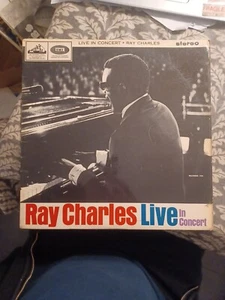 LIVE IN CONCERT • RAY CHARLES
stereo
Ray Charles Live In Concert